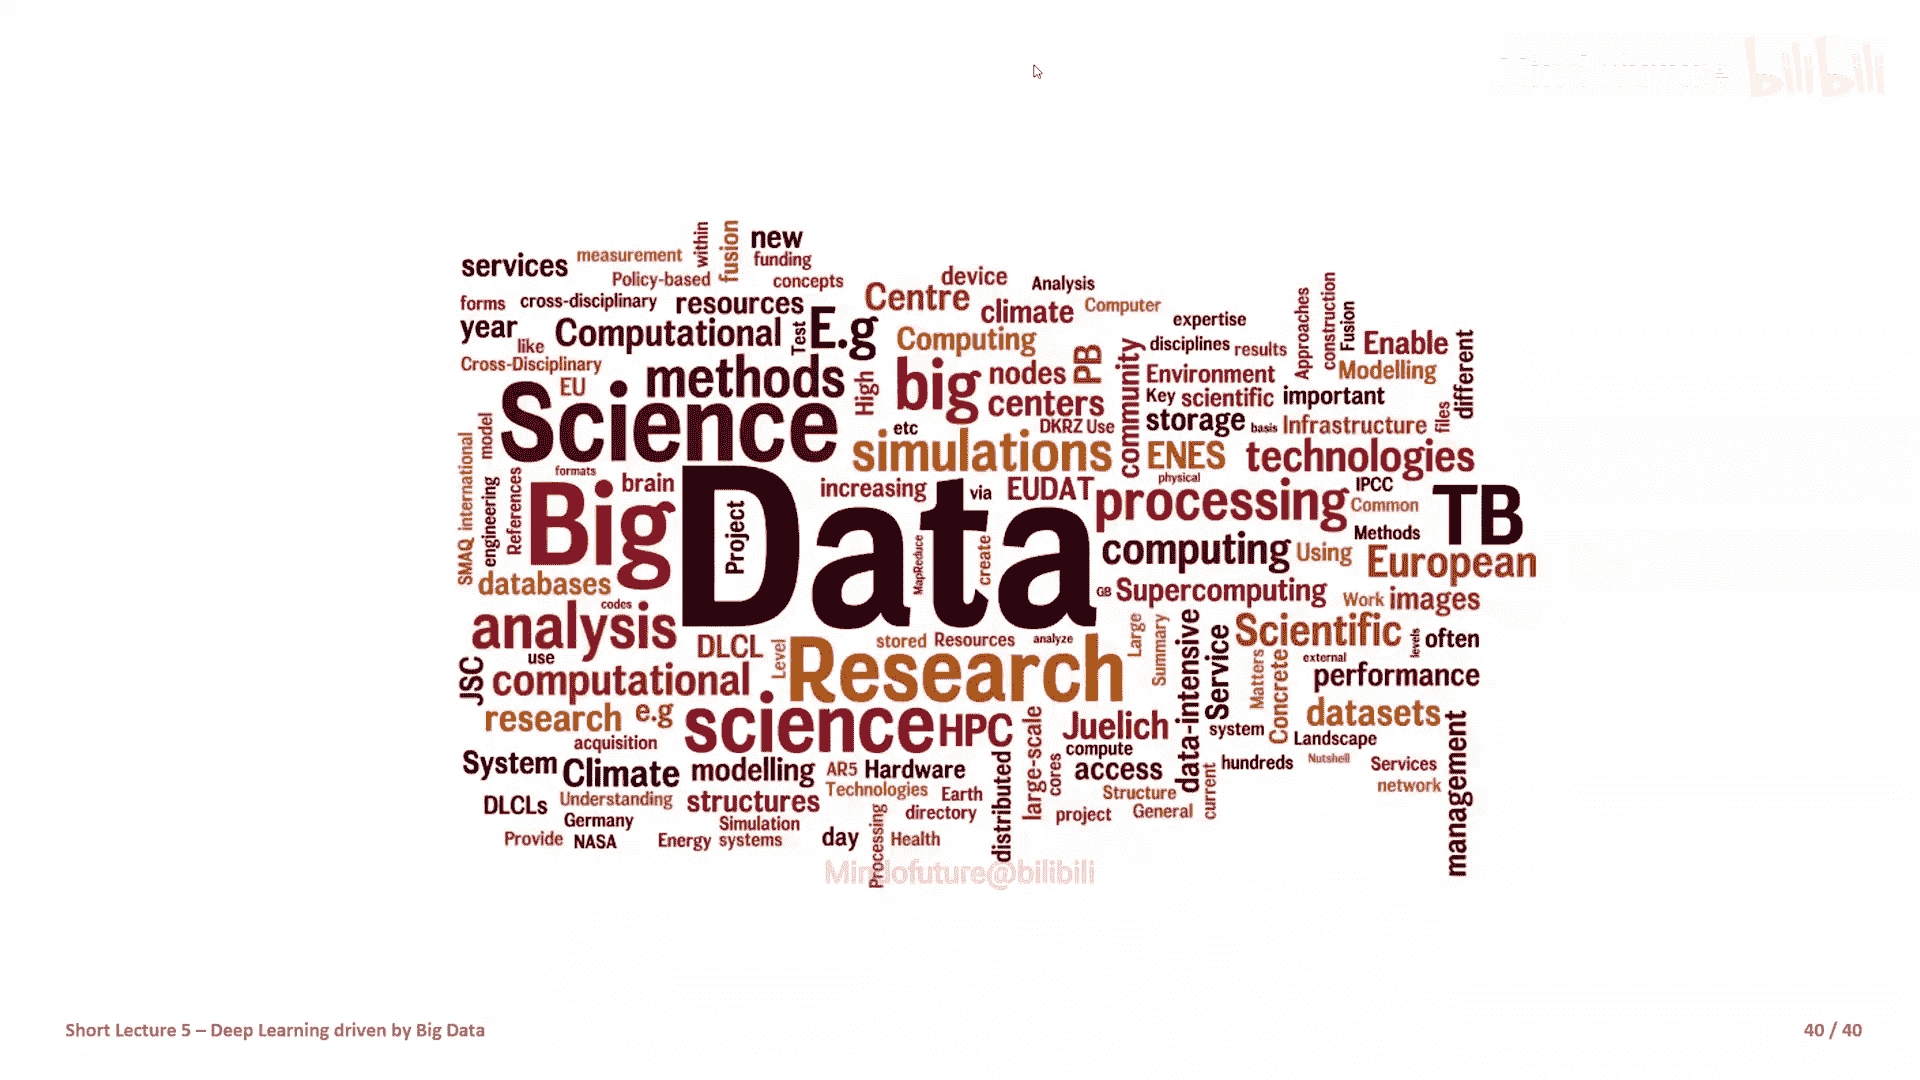 bilibili
new
services
measurement
within
fusion
funding
Policy-based
concepts
device
Analysis
forms
cross-disciplinary
resources
Centre
climate
Computer
year
like
Computational
Test
E.g
Computing
expertise
Approaches
construction
Fusion
Enable
different
disciplines
results
Cross-Disciplinary
EU
methods
High
big
nodes
PB
centers
community
Environment
Modelling
Key
scientific
important
Science
etc
DKRZ
Use
storage
basis
Infrastructure
files
model
international
SMAQ
simulations
ENES
technologies
formats
brain
engineering
References
Big
Data
Project
increasing
via
EUDAT
physical
processing
IPCC
Common
TB
Methods
MapReduce
create
computing
Using
European
databases
codes
GB
Supercomputing
Work
images
analysis
DLCL
Level
stored
Resources
analyze
Large
Summary
data-intensive
Service
Scientific
levels
often
use
JSC
computational
Research
Matters
Concrete
external
performance
research
e.g
acquisition
science
HPC
large-scale
Juelich
compute
system
datasets
Landscape
System
Climate
modelling
AR5
Hardware
distributed
cores
access
current
hundreds
Nutshell
Services
network
management
DLCLs
Understanding
structures
Technologies
Earth
directory
Structure
project
General
Germany
Simulation
Provide
NASA
Energy
systems
day
Processing
Health
Mindofuture@bilibili
Short Lecture 5 – Deep Learning driven by Big Data
40 / 40